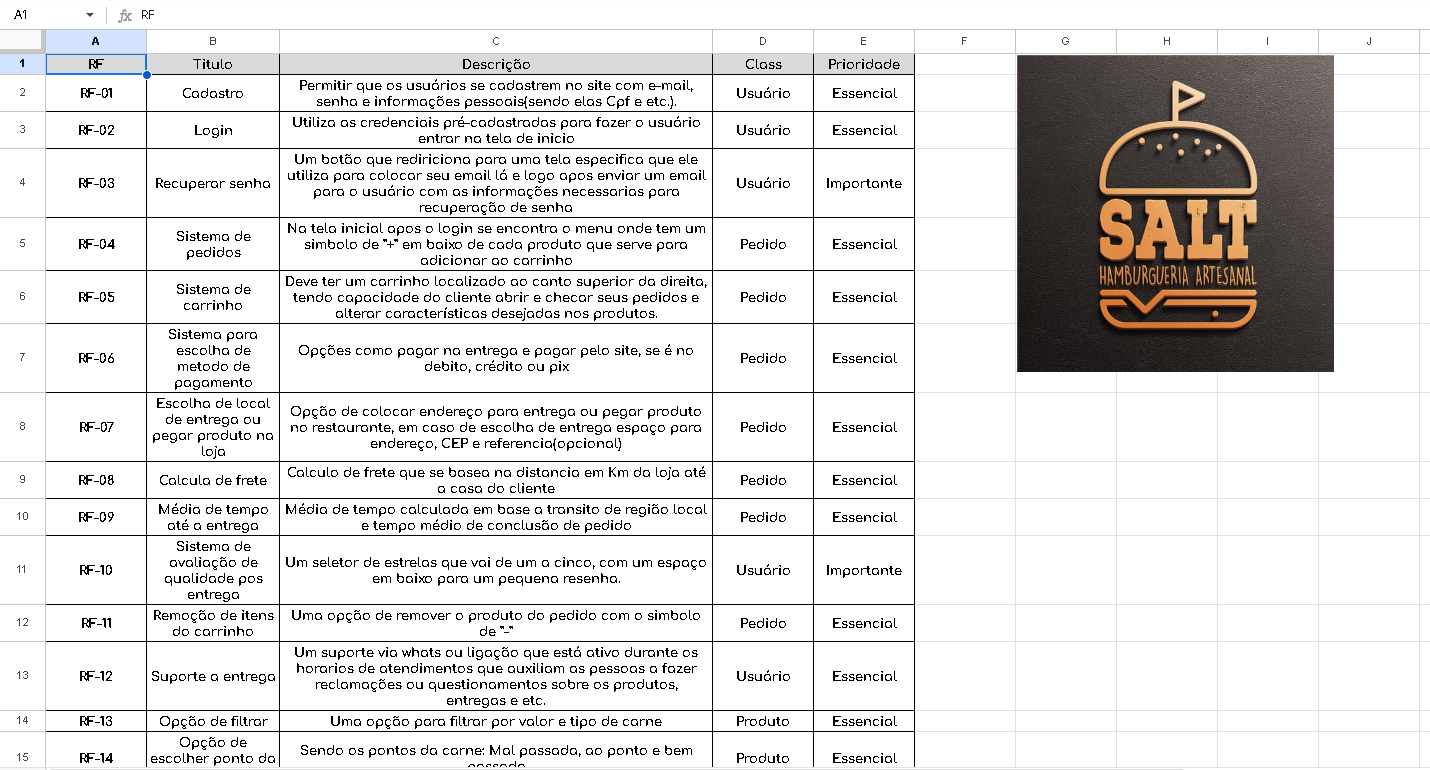 A1 fx RF
A B C D E F G H I J
1 RF Titulo Descrição Class Prioridade
2 RF-01 Cadastro Permitir que os usuários se cadastrem no site com e-mail,
senha e informações pessoais(sendo elas Cpf e etc.). Usuário Essencial
3 RF-02 Login Utiliza as credenciais pré-cadastradas para fazer o usuário
entrar na tela de inicio Usuário Essencial
4 RF-03 Recuperar senha Um botão que rediriciona para uma tela especifica que ele
utiliza para colocar seu email lá e logo apos enviar um email
para o usuário com as informações necessarias para
recuperação de senha Usuário Importante
5 RF-04 Sistema de
pedidos Na tela inicial apos o login se encontra o menu onde tem um
simbolo de "+" em baixo de cada produto que serve para
adicionar ao carrinho Pedido Essencial
6 RF-05 Sistema de
carrinho Deve ter um carrinho localizado ao canto superior da direita,
tendo capacidade do cliente abrir e checar seus pedidos e
alterar características desejadas nos produtos. Pedido Essencial
7 RF-06 Sistema para
escolha de
metodo de
pagamento Opções como pagar na entrega e pagar pelo site, se é no
debito, crédito ou pix Pedido Essencial
8 RF-07 Escolha de local
de entrega ou
pegar produto na
loja Opção de colocar endereço para entrega ou pegar produto
no restaurante, em caso de escolha de entrega espaço para
endereço, CEP e referencia(opcional) Pedido Essencial
9 RF-08 Calcula de frete Calculo de frete que se basea na distancia em Km da loja até
a casa do cliente Pedido Essencial
10 RF-09 Média de tempo
até a entrega Média de tempo calculada em base a transito de região local
e tempo médio de conclusão de pedido Pedido Essencial
11 RF-10 Sistema de
avaliação de
qualidade pos
entrega Um seletor de estrelas que vai de um a cinco, com um espaço
em baixo para um pequena resenha. Usuário Importante
12 RF-11 Remoção de itens
do carrinho Uma opção de remover o produto do pedido com o simbolo
de "-" Pedido Essencial
13 RF-12 Suporte a entrega Um suporte via whats ou ligação que está ativo durante os
horarios de atendimentos que auxiliam as pessoas a fazer
reclamações ou questionamentos sobre os produtos,
entregas e etc. Usuário Essencial
14 RF-13 Opção de filtrar Uma opção para filtrar por valor e tipo de carne Produto Essencial
15 RF-14 Opção de
escolher ponto da Sendo os pontos da carne: Mal passada, ao ponto e bem
passada Produto Essencial
SALT
HAMBURGUERIA ARTESANAL